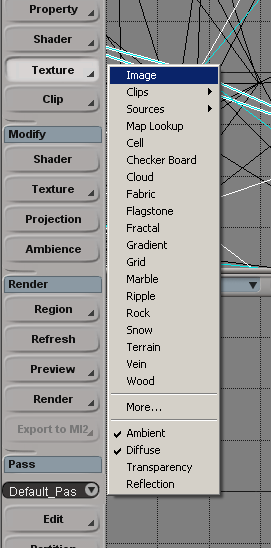 Property
Shader
Texture
Clip
Modify
Shader
Texture
Projection
Ambience
Render
Region
Refresh
Preview
Render
Export to MI2
Pass
Default_Pas
Edit
Partition
Image
Clips
Sources
Map Lookup
Cell
Checker Board
Cloud
Fabric
Flagstone
Fractal
Gradient
Grid
Marble
Ripple
Rock
Snow
Terrain
Vein
Wood
More...
Ambient
Diffuse
Transparency
Reflection